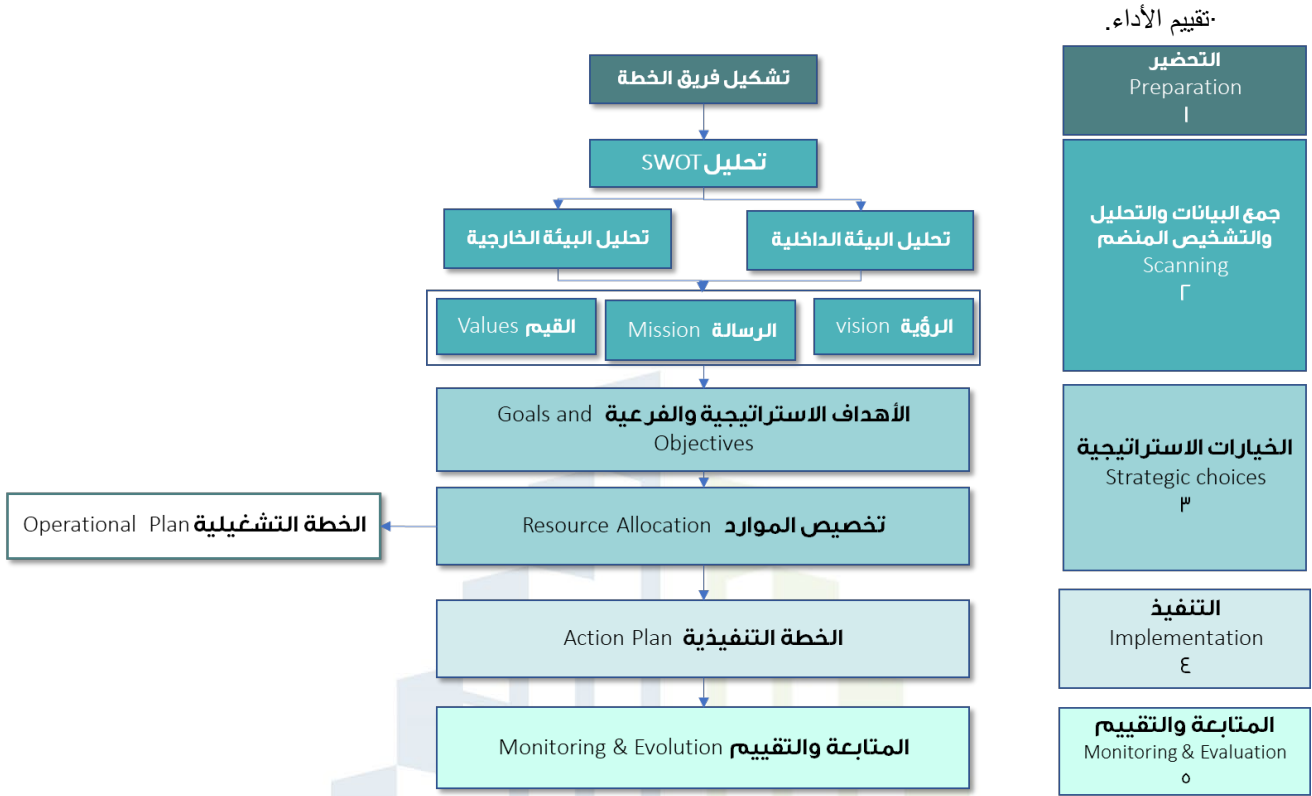 ·تقييم الأداء.
التحضير
Preparation
١
تشكيل فريق الخطة
تحليل SWOT
جمع البيانات والتحليل
والتشخيص المنضم
Scanning
٢
تحليل البيئة الداخلية
تحليل البيئة الخارجية
الرؤية vision
الرسالة Mission
القيم Values
الأهداف الاستراتيجية والفرعية Goals and
Objectives
الخيارات الاستراتيجية
Strategic choices
٣
تخصيص الموارد Resource Allocation
الخطة التشغيلية Operational Plan
التنفيذ
Implementation
٤
الخطة التنفيذية Action Plan
المتابعة والتقييم
Monitoring & Evaluation
٥
المتابعة والتقييم Monitoring & Evolution